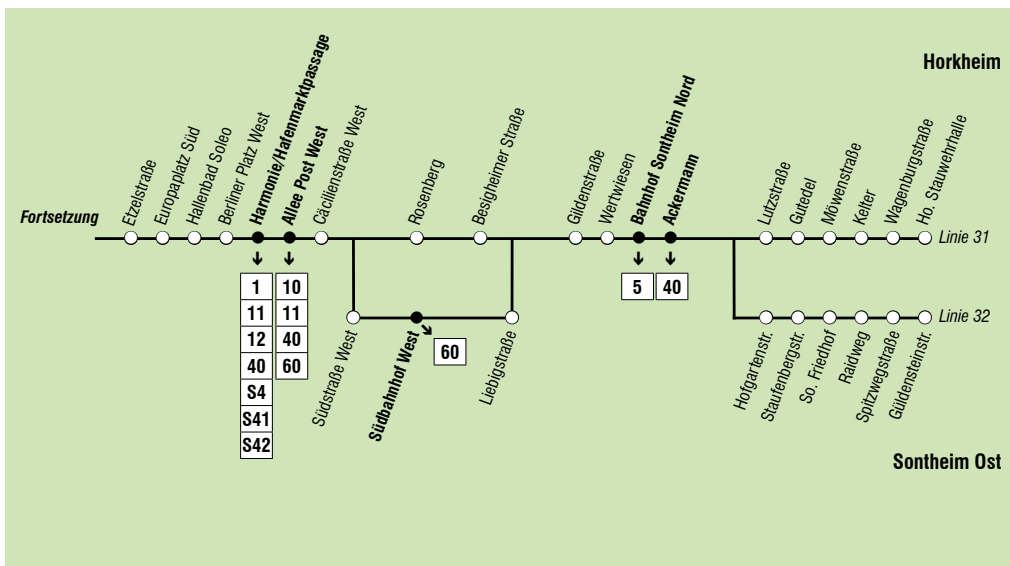 Horkheim
Fortsetzung
Etzelstraße
Europaplatz Süd
Hallenbad Soleo
Berliner Platz West
Harmonie/Hafenmarktpassage
Allee Post West
Cäcilienstraße West
Rosenberg
Besigheimer Straße
Gildenstraße
Wertwiesen
Bahnhof Sontheim Nord
Ackermann
Lutzstraße
Gutedel
Möwenstraße
Kelter
Wagenburgstraße
Ho. Stauwehrhalle
Linie 31
1
11
12
40
S4
S41
S42
10
11
40
60
5
40
Südstraße West
Südbahnhof West
60
Liebigstraße
Hofgartenstr.
Staufenbergstr.
So. Friedhof
Raidweg
Spitzwegstraße
Güldensteinstr.
Linie 32
Sontheim Ost